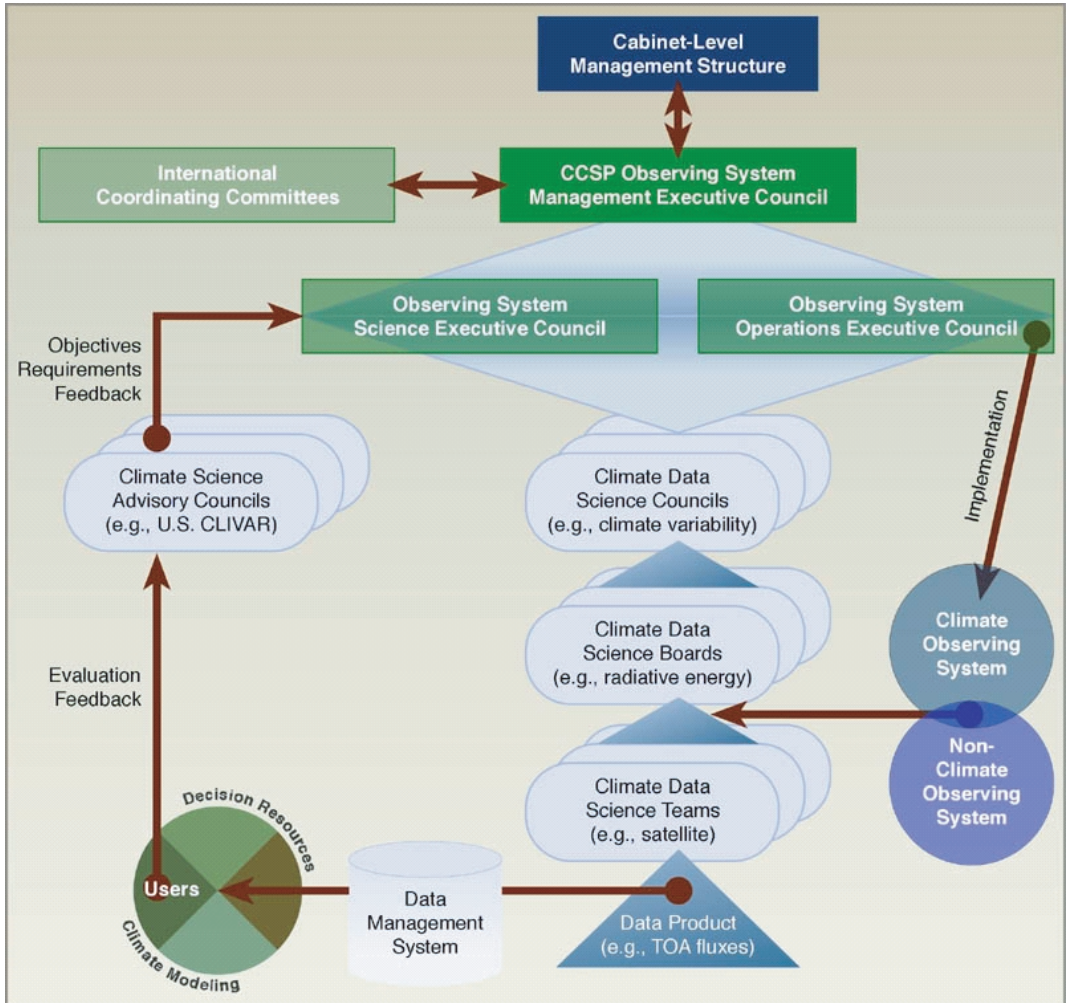 Cabinet-Level
Management Structure
International
Coordinating Committees
CCSP Observing System
Management Executive Council
Observing System
Science Executive Council
Observing System
Operations Executive Council
Objectives
Requirements
Feedback
Implementation
Climate Science
Advisory Councils
(e.g., U.S. CLIVAR)
Climate Data
Science Councils
(e.g., climate variability)
Climate Data
Science Boards
(e.g., radiative energy)
Climate
Observing
System
Evaluation
Feedback
Non-
Climate
Observing
System
Climate Data
Science Teams
(e.g., satellite)
Decision Resources
Users
Climate Modeling
Data
Management
System
Data Product
(e.g., TOA fluxes)